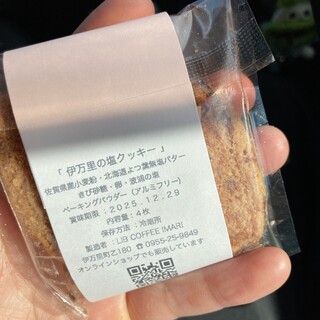 「 伊万里の塩クッキー 」
佐賀県産小麦粉・北海道よつ葉無塩バター
きび砂糖・卵・波浦の塩
ベーキングパウダー（アルミフリー）
賞味期限：2025.12.29
内容量：4枚
保存方法：冷暗所
製造者：LIB COFFEE IMARI
伊万里町乙180 ☎ 0955-25-9849
オンラインショップでも販売しています